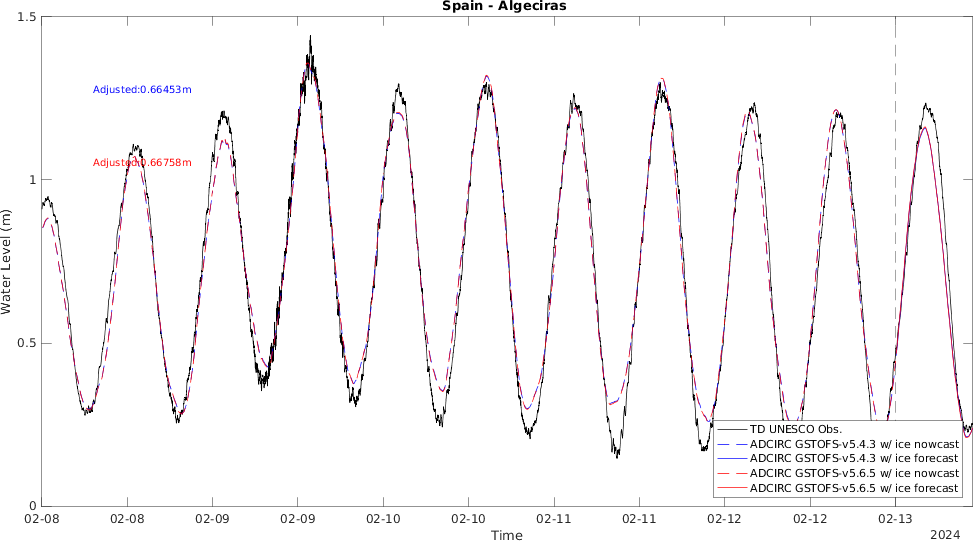 Spain - Algeciras
1.5
1
0.5
0
Water Level (m)
Adjusted:0.66453m
Adjusted:0.66758m
TD UNESCO Obs.
ADCIRC GSTOFS-v5.4.3 w/ ice nowcast
ADCIRC GSTOFS-v5.4.3 w/ ice forecast
ADCIRC GSTOFS-v5.6.5 w/ ice nowcast
ADCIRC GSTOFS-v5.6.5 w/ ice forecast
02-08 02-08 02-09 02-09 02-10 02-10 02-11 02-11 02-12 02-12 02-13
Time
2024